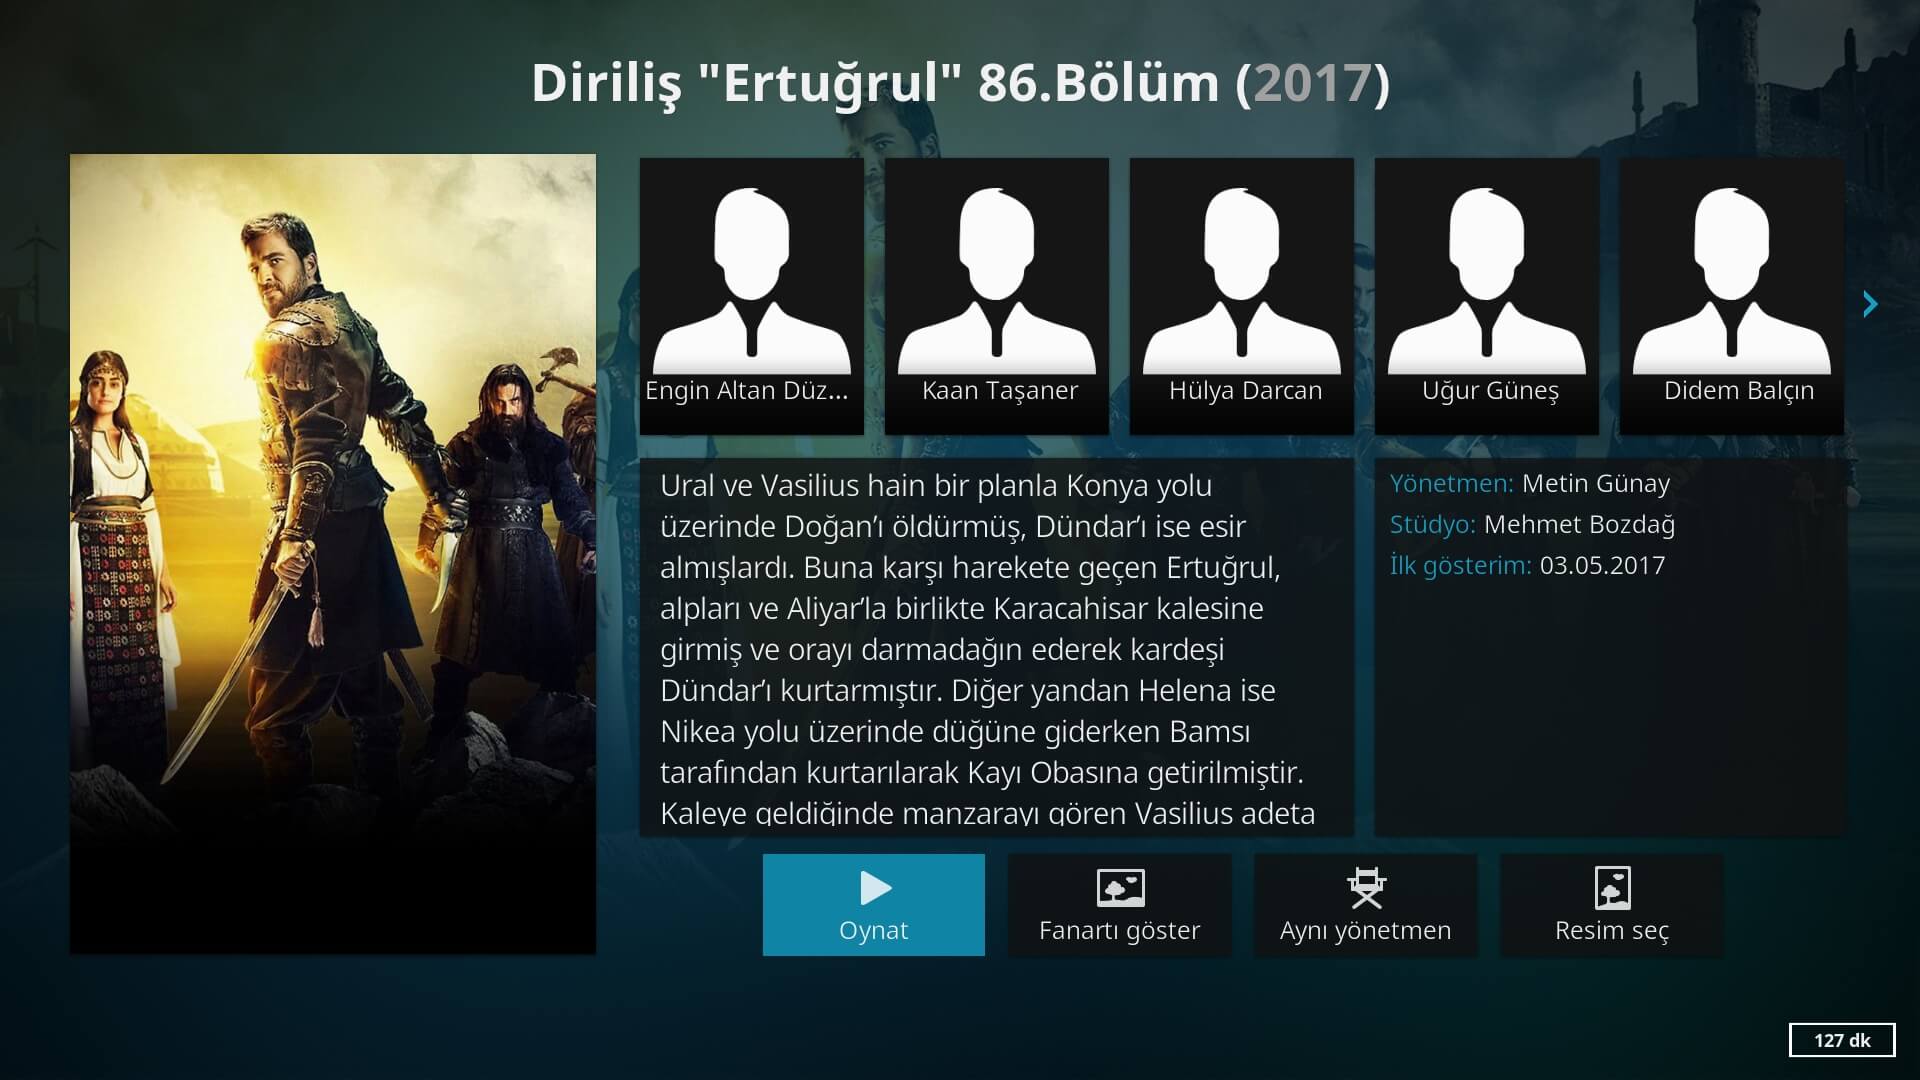 Diriliş "Ertuğrul" 86.Bölüm (2017)
Engin Altan Düz...
Kaan Taşaner
Hülya Darcan
Uğur Güneş
Didem Balçın
Ural ve Vasilius hain bir planla Konya yolu
üzerinde Doğan’ı öldürmüş, Dündar’ı ise esir
almışlardı. Buna karşı harekete geçen Ertuğrul,
alpları ve Aliyar’la birlikte Karacahisar kalesine
girmiş ve orayı darmadağın ederek kardeşi
Dündar’ı kurtarmıştır. Diğer yandan Helena ise
Nikea yolu üzerinde düğüne giderken Bamsı
tarafından kurtarılarak Kayı Obasına getirilmiştir.
Kaleye geldiğinde manzarayı gören Vasilius adeta
Yönetmen: Metin Günay
Stüdyo: Mehmet Bozdağ
İlk gösterim: 03.05.2017
Oynat
Fanartı göster
Aynı yönetmen
Resim seç
127 dk